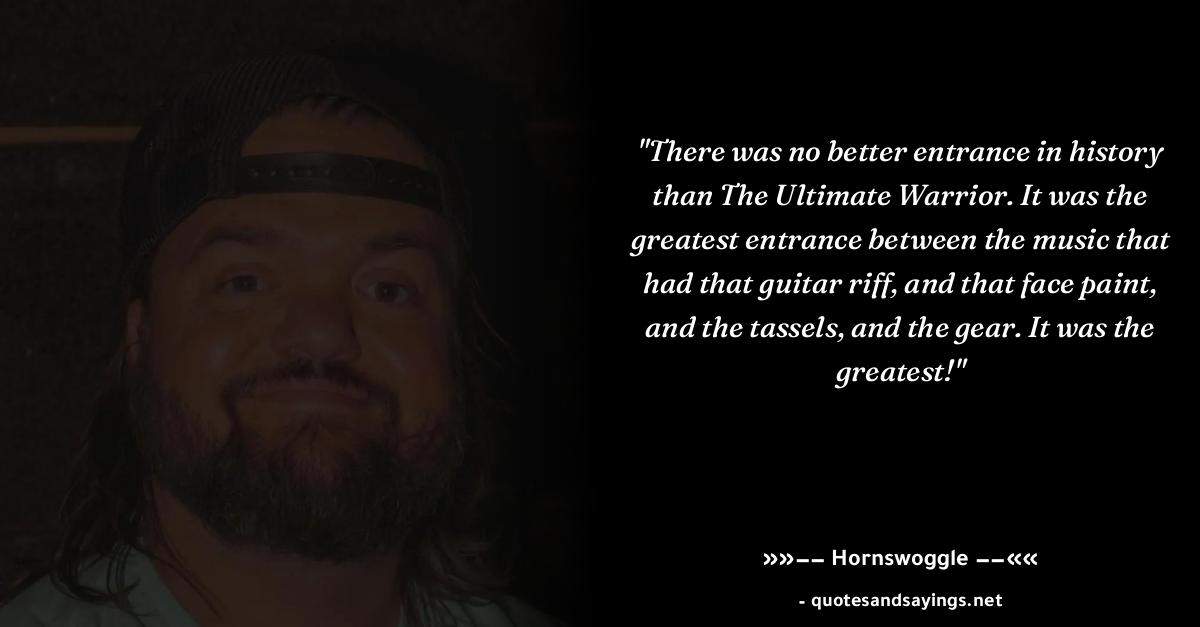 "There was no better entrance in history
than The Ultimate Warrior. It was the
greatest entrance between the music that
had that guitar riff, and that face paint,
and the tassels, and the gear. It was the
greatest!"
»»−− Hornswoggle −−««
- quotesandsayings.net